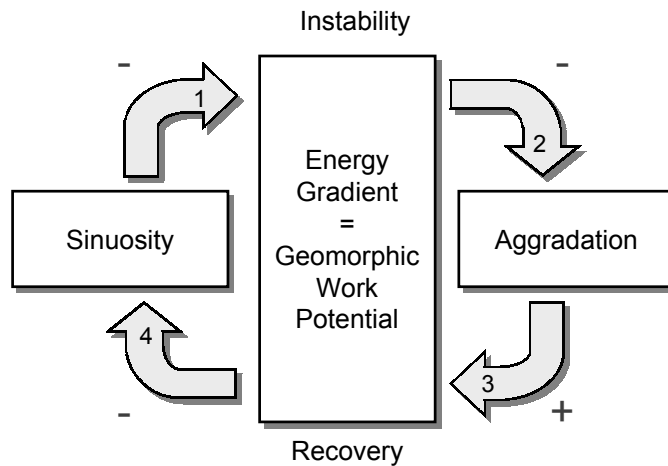 Instability
-
-
1
2
Energy
Gradient
=
Geomorphic
Work
Potential
Sinuosity
Aggradation
4
3
-
+
Recovery